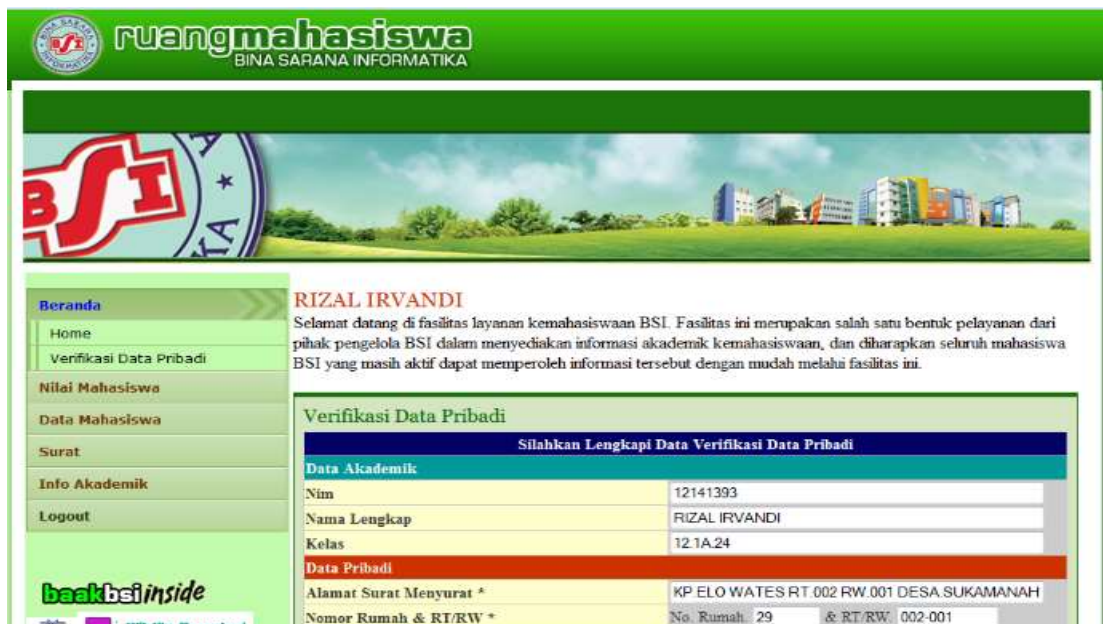 ruangmahasiswa
BINA SARANA INFORMATIKA
BSI
Beranda
Home
Verifikasi Data Pribadi
Nilai Mahasiswa
Data Mahasiswa
Surat
Info Akademik
Logout
baakbsi inside
RIZAL IRVANDI
Selamat datang di fasilitas layanan kemahasiswaan BSI. Fasilitas ini merupakan salah satu bentuk pelayanan dari
pihak pengelola BSI dalam menyediakan informasi akademik kemahasiswaan, dan diharapkan seluruh mahasiswa
BSI yang masih aktif dapat memperoleh informasi tersebut dengan mudah melalui fasilitas ini.
Verifikasi Data Pribadi
Silahkan Lengkapi Data Verifikasi Data Pribadi
Data Akademik
Nim 12141393
Nama Lengkap RIZAL IRVANDI
Kelas 12.1A.24
Data Pribadi
Alamat Surat Menyurat * KP ELO WATES RT.002 RW.001 DESA SUKAMANAH
Nomor Rumah & RT/RW * No. Rumah. 29 & RT/RW. 002-001